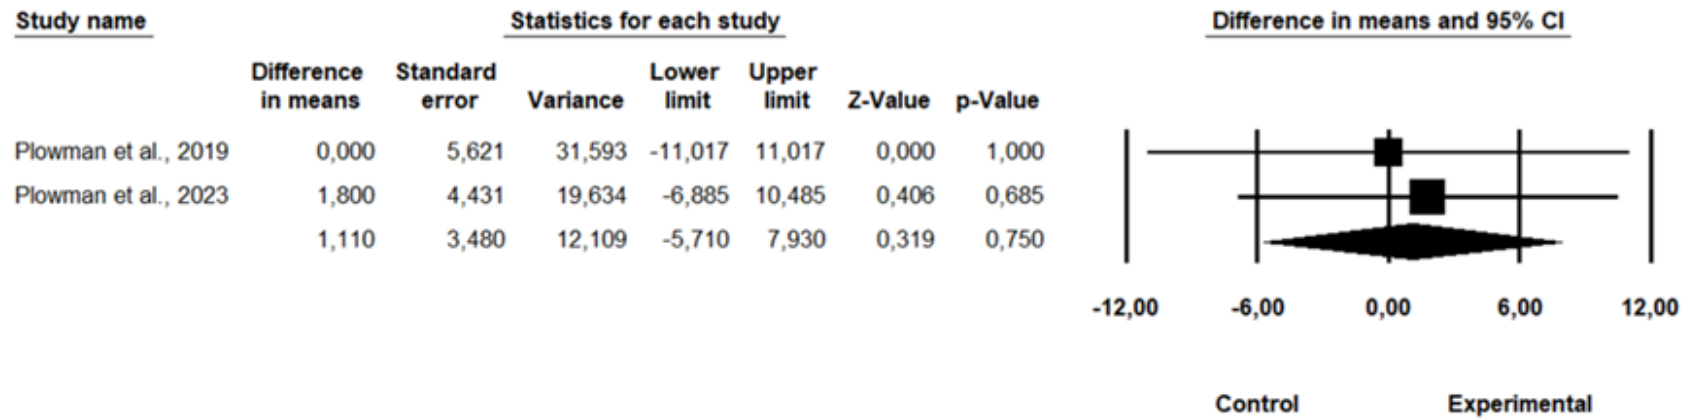 Study name Statistics for each study Difference in means and 95% CI
Difference in means Standard error Variance Lower limit Upper limit Z-Value p-Value
Plowman et al., 2019 0,000 5,621 31,593 -11,017 11,017 0,000 1,000
Plowman et al., 2023 1,800 4,431 19,634 -6,885 10,485 0,406 0,685
1,110 3,480 12,109 -5,710 7,930 0,319 0,750
-12,00 -6,00 0,00 6,00 12,00
Control Experimental